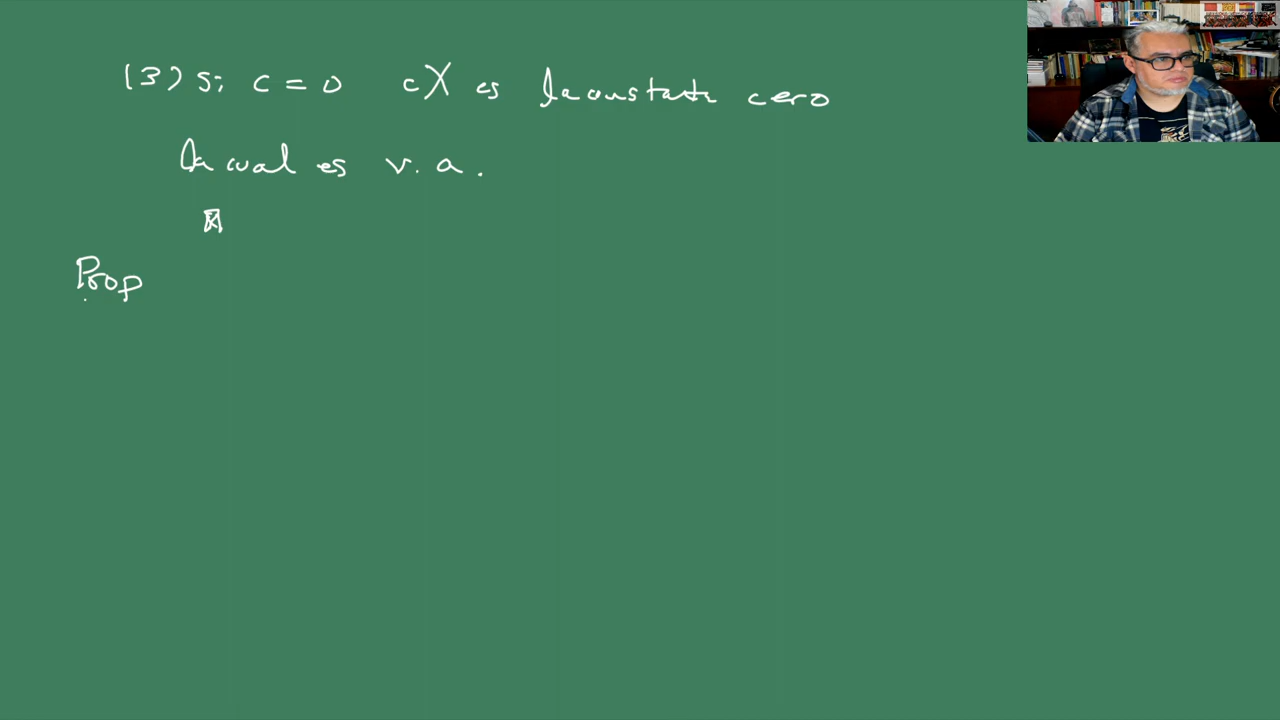 (3) Si c = 0 cX es la constante cero
la cual es v.a.
Prop